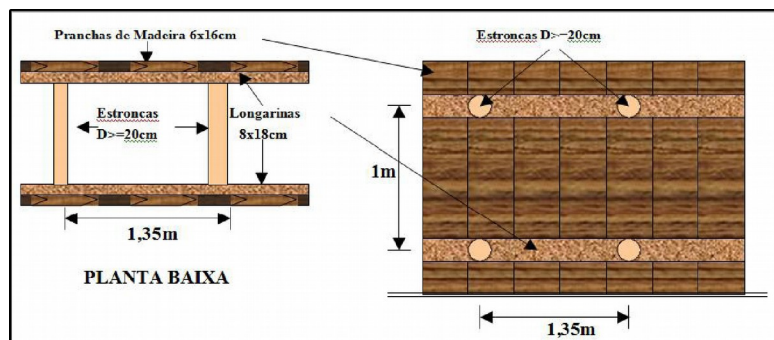 Pranchas de Madeira 6x16cm
Estroncas D>=20cm
Estroncas
D>=20cm
Longarinas
8x18cm
1m
1,35m
PLANTA BAIXA
1,35m